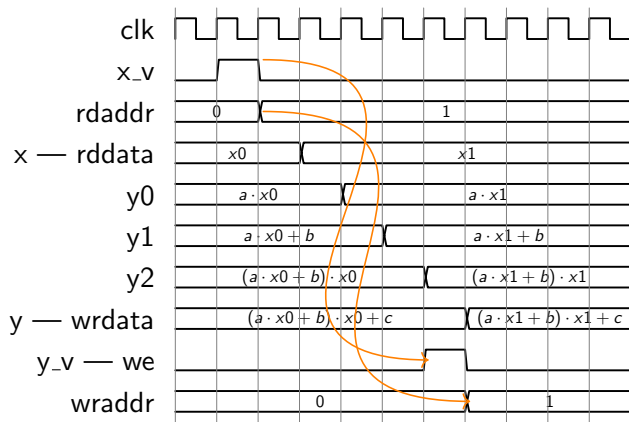 clk
x_v
rdaddr 0 1
x — rddata x0 x1
y0 a · x0 a · x1
y1 a · x0 + b a · x1 + b
y2 (a · x0 + b) · x0 (a · x1 + b) · x1
y — wrdata (a · x0 + b) · x0 + c (a · x1 + b) · x1 + c
y_v — we
wraddr 0 1